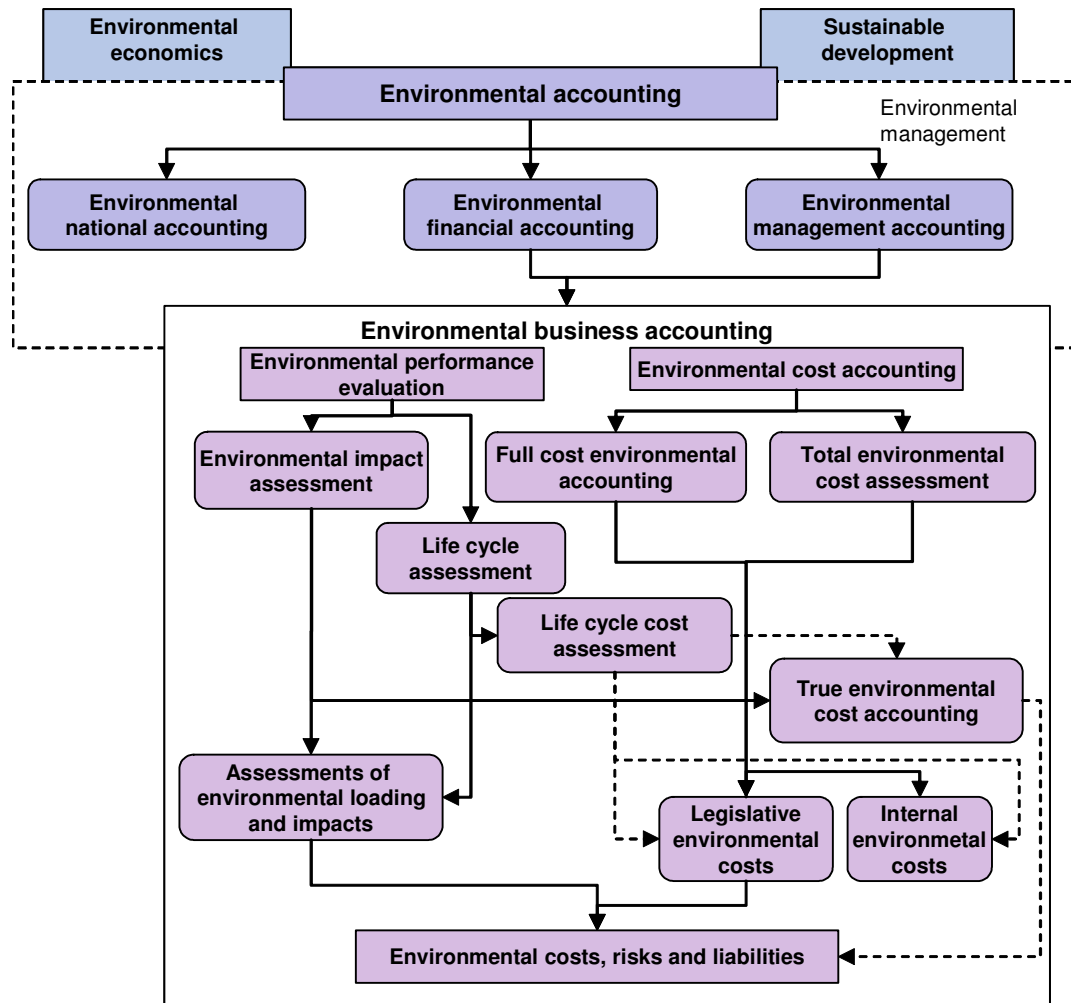 Environmental
economics
Sustainable
development
Environmental accounting
Environmental
management
Environmental
national accounting
Environmental
financial accounting
Environmental
management accounting
Environmental business accounting
Environmental performance
evaluation
Environmental cost accounting
Environmental impact
assessment
Full cost environmental
accounting
Total environmental
cost assessment
Life cycle
assessment
Life cycle cost
assessment
True environmental
cost accounting
Assessments of
environmental loading
and impacts
Legislative
environmental
costs
Internal
environmetal
costs
Environmental costs, risks and liabilities